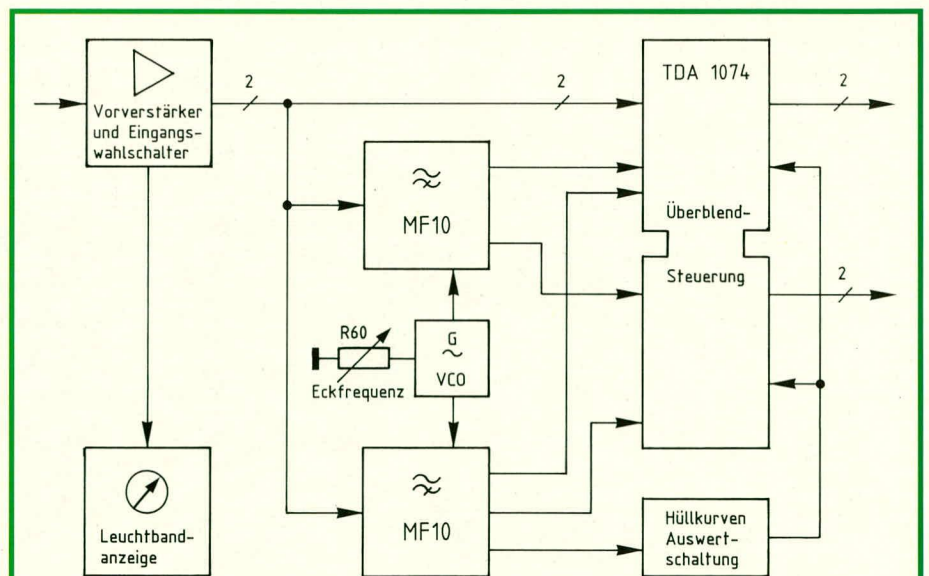 Vorverstärker
und Eingangs-
wahlschalter
2
2
TDA 1074
2
MF10
Überblend-
Steuerung
2
R60
Eckfrequenz
G
VCO
MF10
Leuchtband-
anzeige
Hüllkurven
Auswert-
schaltung